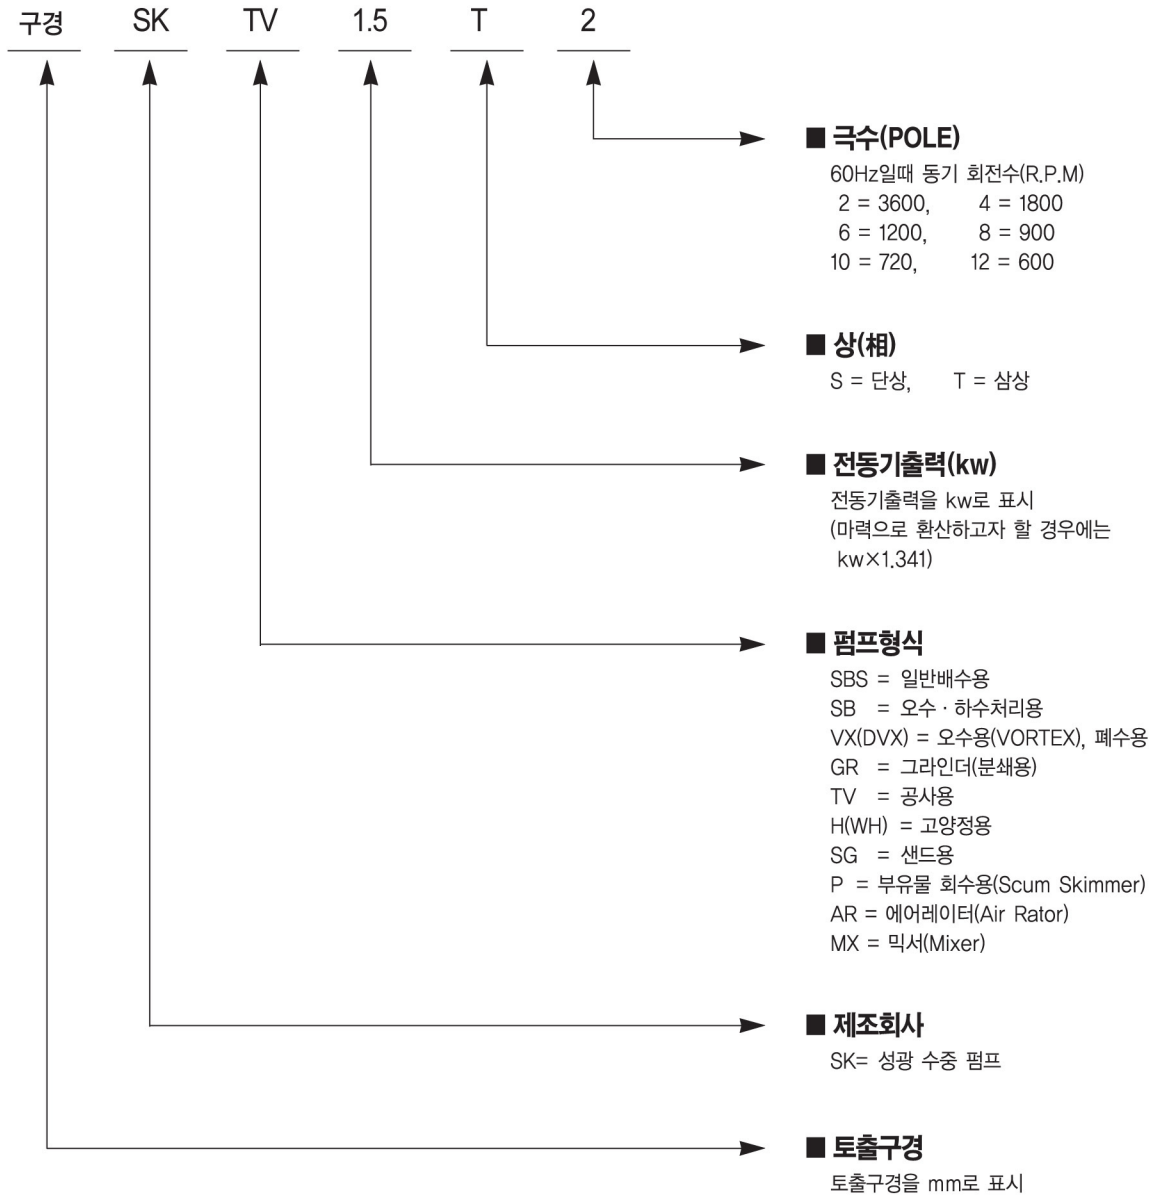 구경 SK TV 1.5 T 2
■ 극수(POLE)
60Hz일때 동기 회전수(R.P.M)
2 = 3600, 4 = 1800
6 = 1200, 8 = 900
10 = 720, 12 = 600
■ 상(相)
S = 단상, T = 삼상
■ 전동기출력(kw)
전동기출력을 kw로 표시
(마력으로 환산하고자 할 경우에는
kw×1.341)
■ 펌프형식
SBS = 일반배수용
SB = 오수 · 하수처리용
VX(DVX) = 오수용(VORTEX), 폐수용
GR = 그라인더(분쇄용)
TV = 공사용
H(WH) = 고양정용
SG = 샌드용
P = 부유물 회수용(Scum Skimmer)
AR = 에어레이터(Air Rator)
MX = 믹서(Mixer)
■ 제조회사
SK= 성광 수중 펌프
■ 토출구경
토출구경을 mm로 표시